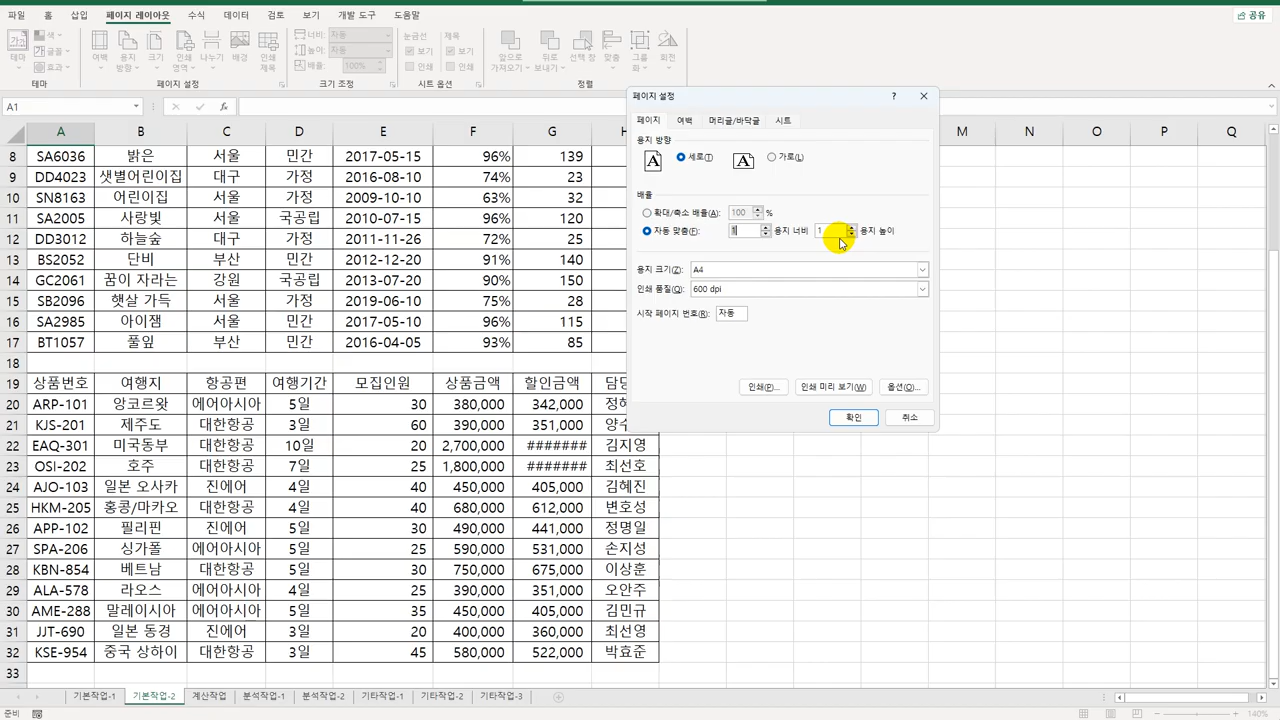 파일 홈 삽입 페이지 레이아웃 수식 데이터 검토 보기 개발 도구 도움말 공유
색 너비: 자동 눈금선 제목
테마 글꼴 여백 용지 방향 크기 인쇄 영역 나누기 배경 인쇄 제목 높이: 자동 보기 보기 앞으로 가져오기 뒤로 보내기 선택 창 맞춤 그룹화 회전
효과 배율: 100% 인쇄 인쇄
테마 페이지 설정 크기 조정 시트 옵션 정렬
A1 fx
페이지 설정 ? ×
페이지 여백 머리글/바닥글 시트
용지 방향
A 세로(T) A 가로(L)
배율
확대/축소 배율(A): 100 %
자동 맞춤(F): 1 용지 너비 1 용지 높이
용지 크기(Z): A4
인쇄 품질(Q): 600 dpi
시작 페이지 번호(R): 자동
인쇄(P)... 인쇄 미리 보기(W) 옵션(O)...
확인 취소
A B C D E F G H M N O P Q
8 SA6036 밝은 서울 민간 2017-05-15 96% 139
9 DD4023 샛별어린이집 대구 가정 2016-08-10 74% 23
10 SN8163 어린이집 서울 가정 2009-10-10 63% 32
11 SA2005 사랑빛 서울 국공립 2010-07-15 96% 120
12 DD3012 하늘숲 대구 가정 2011-11-26 72% 25
13 BS2052 단비 부산 민간 2012-12-20 91% 140
14 GC2061 꿈이 자라는 강원 국공립 2013-07-20 90% 150
15 SB2096 햇살 가득 서울 국공립 2019-06-10 75% 28
16 SA2985 아이잼 서울 민간 2017-05-15 96% 115
17 BT1057 풀잎 부산 민간 2016-04-05 93% 85
18
19 상품번호 여행지 항공편 여행기간 모집인원 상품금액 할인금액 담당
20 ARP-101 앙코르왓 에어아시아 5일 30 380,000 342,000 정혜
21 KJS-201 제주도 대한항공 3일 60 390,000 351,000 양수
22 EAQ-301 미국동부 대한항공 10일 20 2,700,000 ####### 김지영
23 OSI-202 호주 대한항공 7일 25 1,800,000 ####### 최선호
24 AJO-103 일본 오사카 진에어 4일 40 450,000 405,000 김혜진
25 HKM-205 홍콩/마카오 대한항공 4일 40 680,000 612,000 변호성
26 APP-102 필리핀 진에어 5일 30 490,000 441,000 정명일
27 SPA-206 싱가폴 에어아시아 5일 25 590,000 531,000 손지성
28 KBN-854 베트남 대한항공 5일 30 750,000 675,000 이상훈
29 ALA-578 라오스 에어아시아 4일 25 390,000 351,000 오안주
30 AME-288 말레이시아 대한항공 5일 35 450,000 405,000 김민규
31 JJT-690 일본 동경 진에어 3일 20 400,000 360,000 최선영
32 KSE-954 중국 상하이 대한항공 3일 45 580,000 522,000 박효준
33
기본작업-1 기본작업-2 계산작업 분석작업-1 분석작업-2 기타작업-1 기타작업-2 기타작업-3
준비 140%